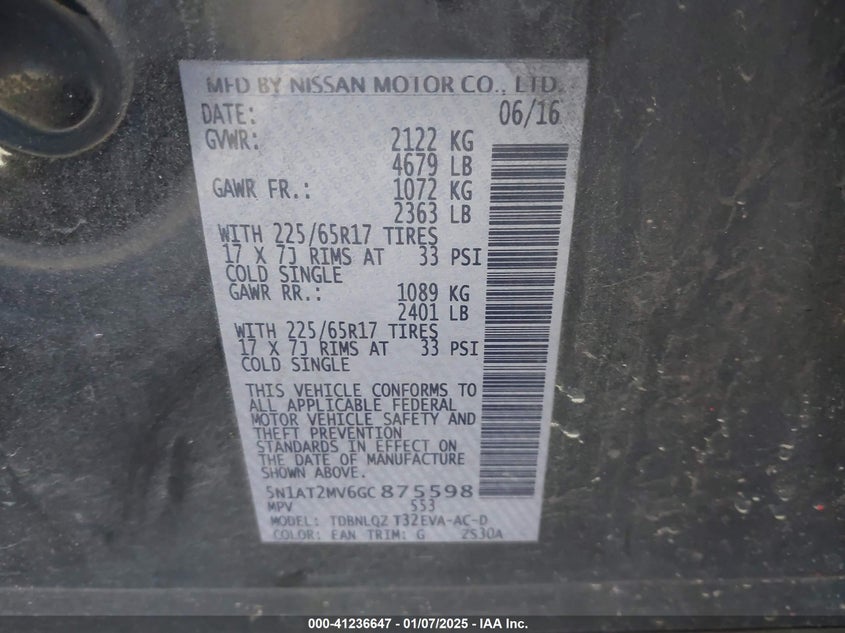 MFD BY NISSAN MOTOR CO., LTD.
DATE: 06/16
GVWR: 2122 KG
4679 LB
GAWR FR.: 1072 KG
2363 LB
WITH 225/65R17 TIRES
17 X 7J RIMS AT 33 PSI
COLD SINGLE
GAWR RR.: 1089 KG
2401 LB
WITH 225/65R17 TIRES
17 X 7J RIMS AT 33 PSI
COLD SINGLE
THIS VEHICLE CONFORMS TO
ALL APPLICABLE FEDERAL
MOTOR VEHICLE SAFETY AND
THEFT PREVENTION
STANDARDS IN EFFECT ON
THE DATE OF MANUFACTURE
SHOWN ABOVE.
5N1AT2MV6GC875598
MPV S53
MODEL: TDBNLQZ T32EVA-AC-D
COLOR: EAN TRIM: G 2S30A
000-41236647 - 01/07/2025 - IAA Inc.